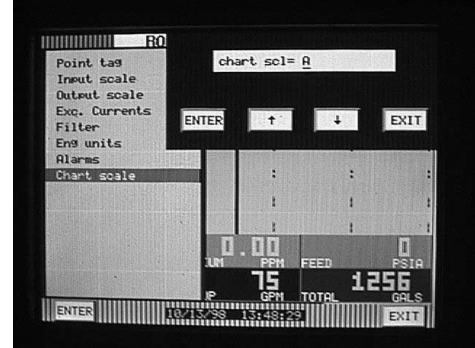 RO
Point tag
Input scale
Output scale
Exc. Currents
Filter
Eng units
Alarms
Chart scale
chart scl= A
ENTER
↑
↓
EXIT
0.00
UM PPM
0
FEED PSIA
75
GPM
1256
TOTAL GALS
ENTER
10/13/98 13:48:29
EXIT